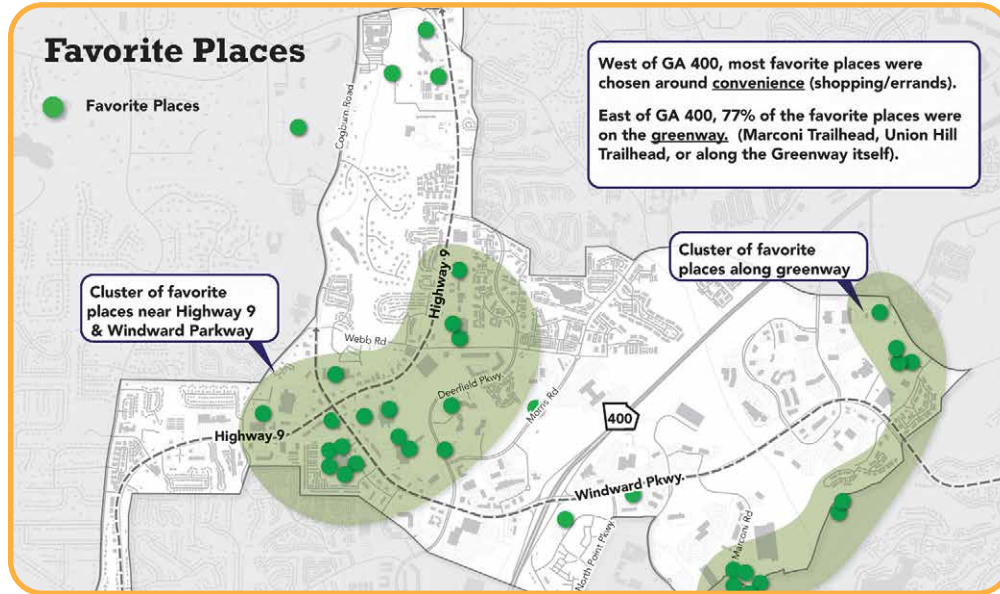 Favorite Places
Favorite Places
West of GA 400, most favorite places were
chosen around convenience (shopping/errands).
East of GA 400, 77% of the favorite places were
on the greenway. (Marconi Trailhead, Union Hill
Trailhead, or along the Greenway itself).
Cogburn Road
Highway 9
Cluster of favorite
places along greenway
Cluster of favorite
places near Highway 9
& Windward Parkway
Webb Rd
Deerfield Pkwy.
Morris Rd
400
Highway 9
Windward Pkwy.
North Point Pkwy.
Marconi Rd